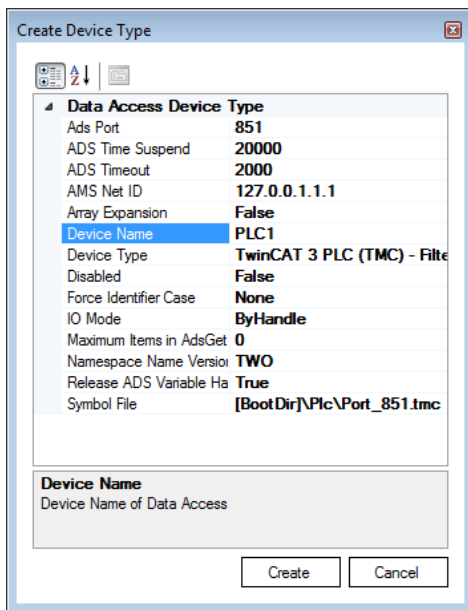 Create Device Type
Data Access Device Type
Ads Port 851
ADS Time Suspend 20000
ADS Timeout 2000
AMS Net ID 127.0.0.1.1.1
Array Expansion False
Device Name PLC1
Device Type TwinCAT 3 PLC (TMC) - Filte
Disabled False
Force Identifier Case None
IO Mode ByHandle
Maximum Items in AdsGet 0
Namespace Name Version TWO
Release ADS Variable Ha True
Symbol File [BootDir]\Plc\Port_851.tmc
Device Name
Device Name of Data Access
Create Cancel